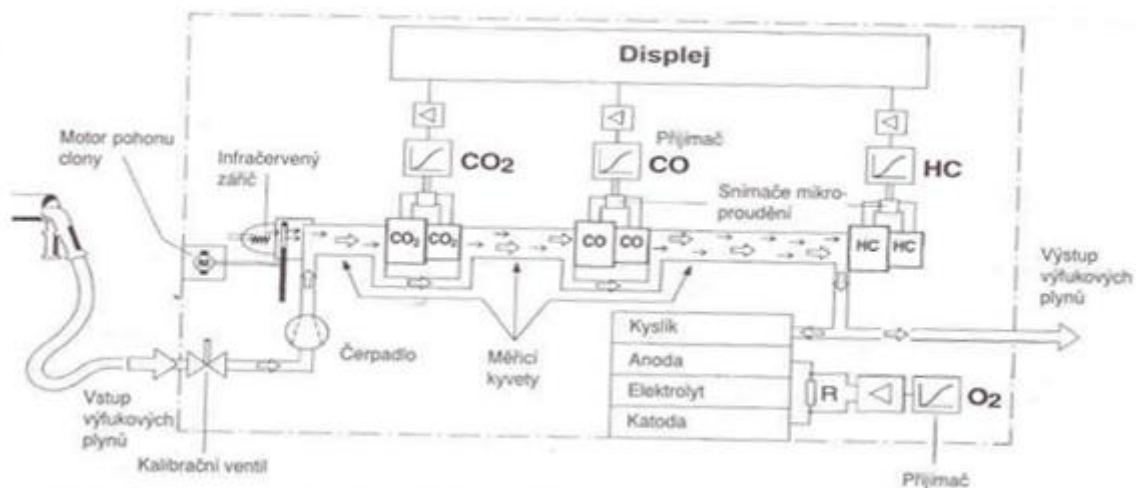 Displej
Motor pohonu
clony
Infračervený
zářič
CO2
Přijímač
CO
HC
Snímače mikro-
proudění
CO2 CO2
CO CO
HC HC
Výstup
výfukových
plynů
Čerpadlo
Měřicí
kyvety
Kyslík
Anoda
Elektrolyt
Katoda
R
O2
Vstup
výfukových
plynů
Kalibrační ventil
Přijímač